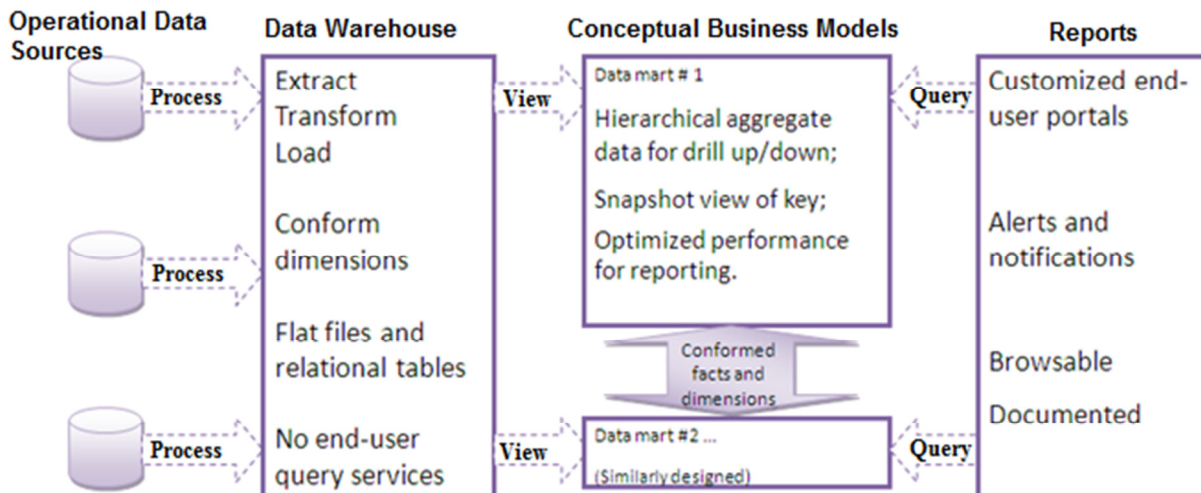 Operational Data
Sources
Process
Process
Process
Data Warehouse
Extract
Transform
Load
Conform
dimensions
Flat files and
relational tables
No end-user
query services
View
View
Conceptual Business Models
Data mart # 1
Hierarchical aggregate
data for drill up/down;
Snapshot view of key;
Optimized performance
for reporting.
Conformed
facts and
dimensions
Data mart #2 ...
(Similarly designed)
Query
Query
Reports
Customized end-
user portals
Alerts and
notifications
Browsable
Documented